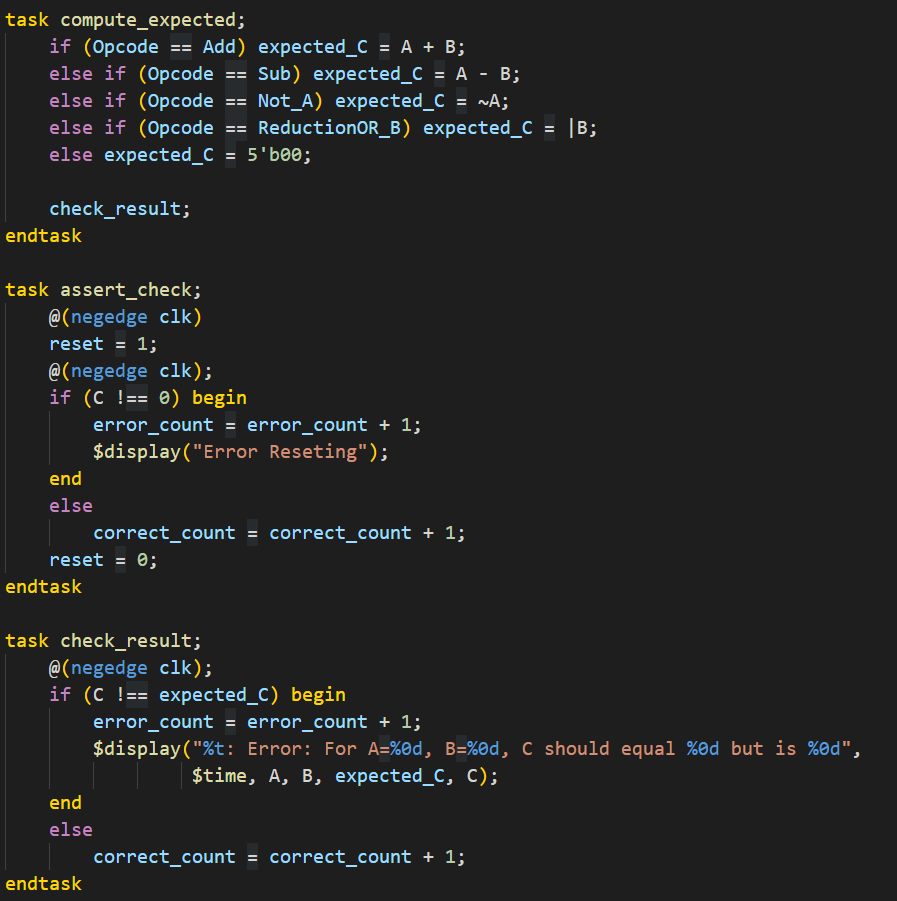 task compute_expected;
    if (Opcode == Add) expected_C = A + B;
    else if (Opcode == Sub) expected_C = A - B;
    else if (Opcode == Not_A) expected_C = ~A;
    else if (Opcode == ReductionOR_B) expected_C = |B;
    else expected_C = 5'b00;

    check_result;
endtask

task assert_check;
    @(negedge clk)
    reset = 1;
    @(negedge clk);
    if (C !== 0) begin
        error_count = error_count + 1;
        $display("Error Reseting");
    end
    else
        correct_count = correct_count + 1;
    reset = 0;
endtask

task check_result;
    @(negedge clk);
    if (C !== expected_C) begin
        error_count = error_count + 1;
        $display("%t: Error: For A=%0d, B=%0d, C should equal %0d but is %0d",
                 $time, A, B, expected_C, C);
    end
    else
        correct_count = correct_count + 1;
endtask